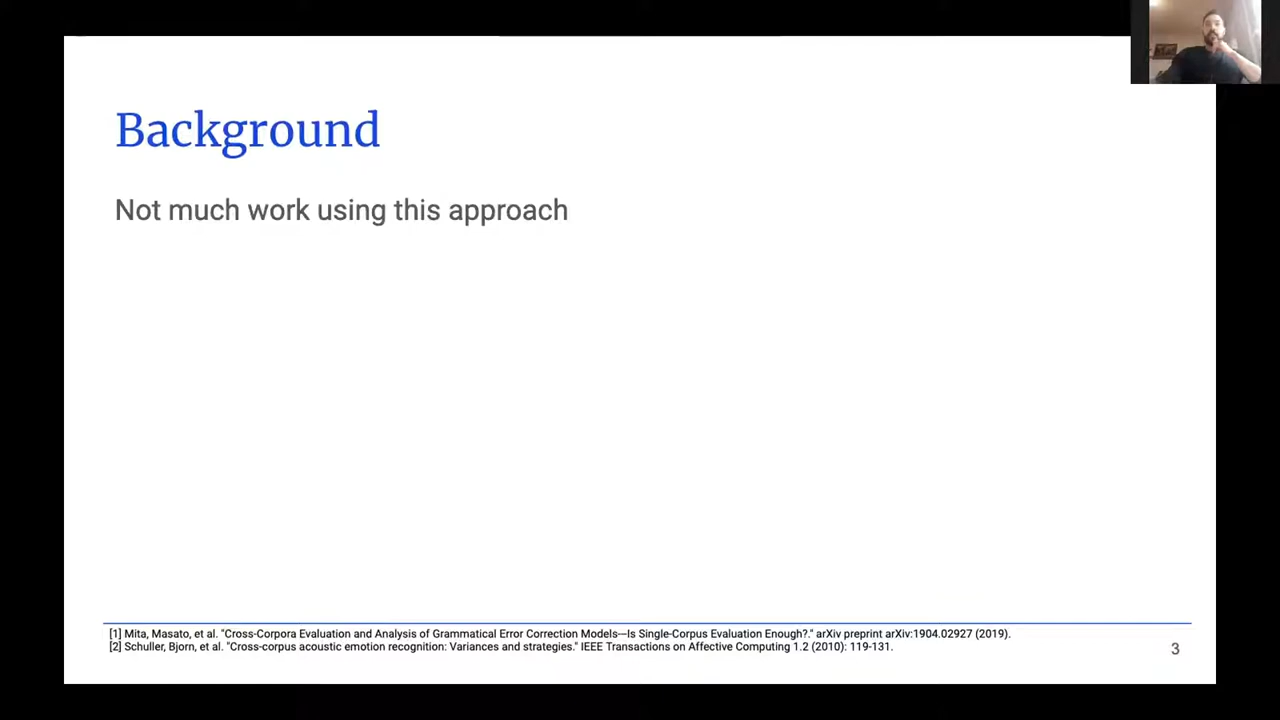 Background
Not much work using this approach
[1] Mita, Masato, et al. "Cross-Corpora Evaluation and Analysis of Grammatical Error Correction Models—Is Single-Corpus Evaluation Enough?." arXiv preprint arXiv:1904.02927 (2019).
[2] Schuller, Bjorn, et al. "Cross-corpus acoustic emotion recognition: Variances and strategies." IEEE Transactions on Affective Computing 1.2 (2010): 119-131.
3